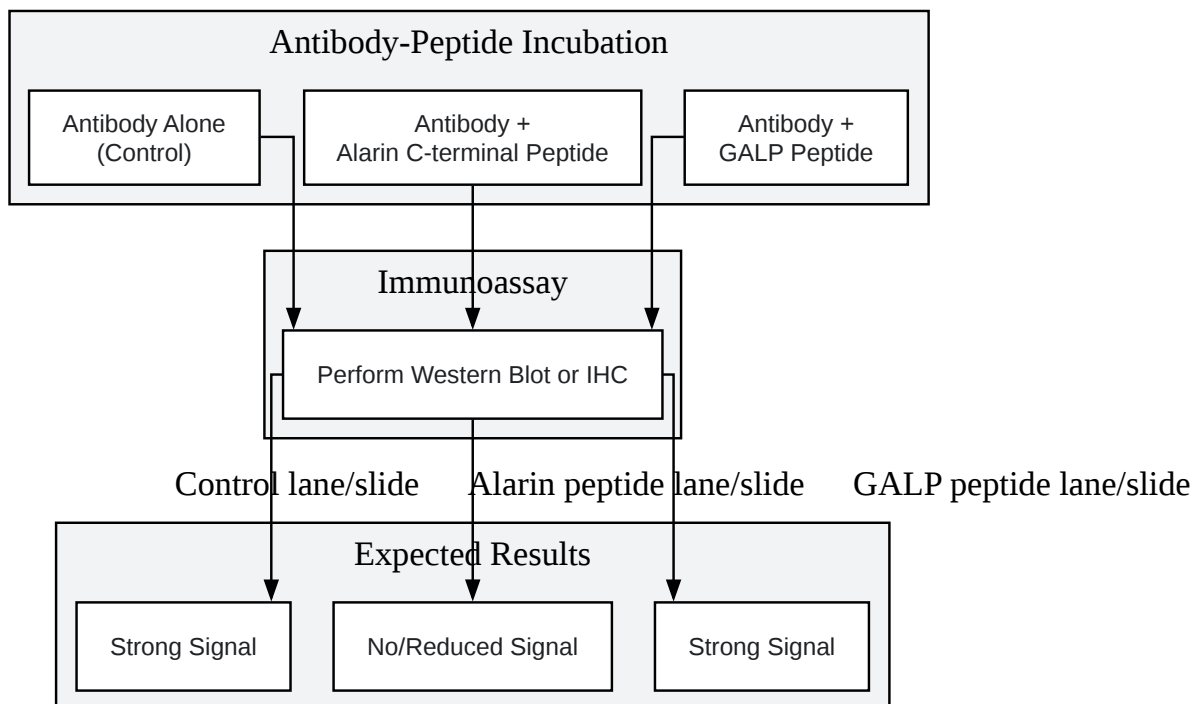 Antibody-Peptide Incubation
Antibody Alone
(Control)
Antibody +
Alarin C-terminal Peptide
Antibody +
GALP Peptide
Immunoassay
Perform Western Blot or IHC
Control lane/slide
Alarin peptide lane/slide
GALP peptide lane/slide
Expected Results
Strong Signal
No/Reduced Signal
Strong Signal